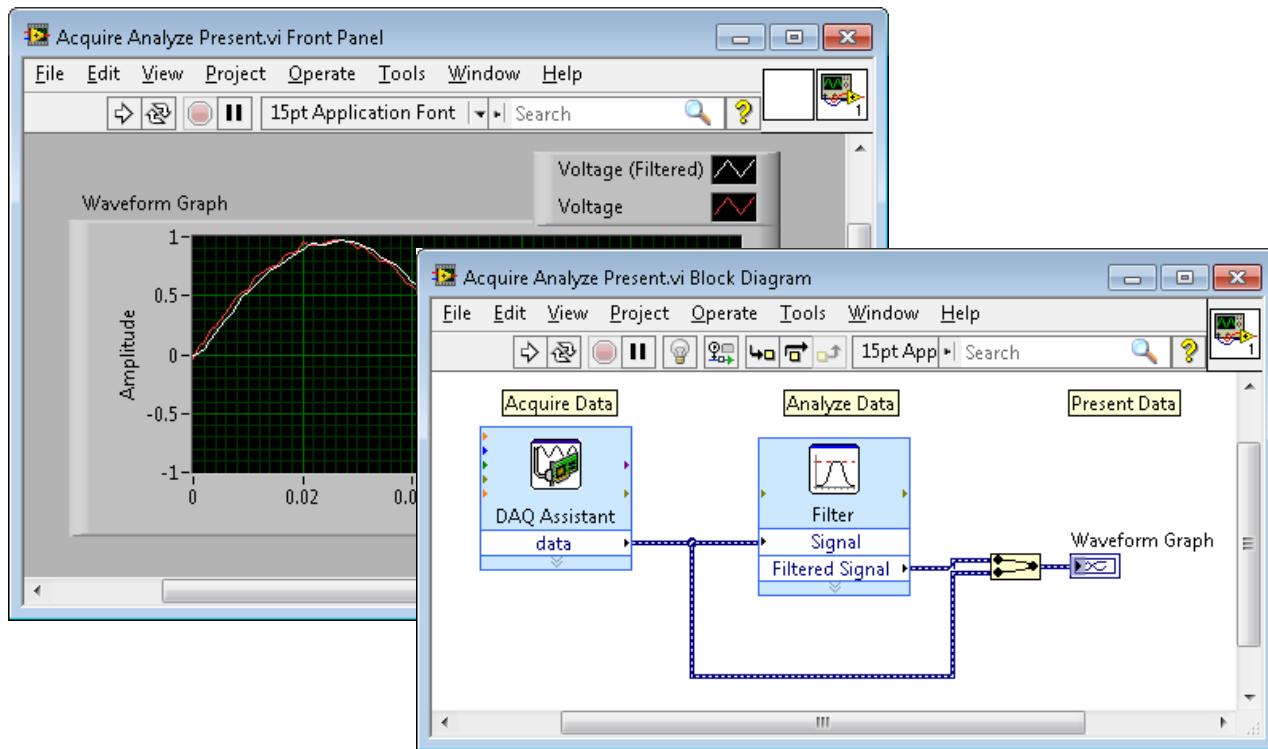 Acquire Analyze Present.vi Front Panel
File Edit View Project Operate Tools Window Help
15pt Application Font Search
1
Voltage (Filtered)
Voltage
Waveform Graph
Amplitude
1
0.5
0
-0.5
-1
0 0.02 0.0
Acquire Analyze Present.vi Block Diagram
File Edit View Project Operate Tools Window Help
15pt App Search
1
Acquire Data Analyze Data Present Data
DAQ Assistant
data
Filter
Signal
Filtered Signal
Waveform Graph